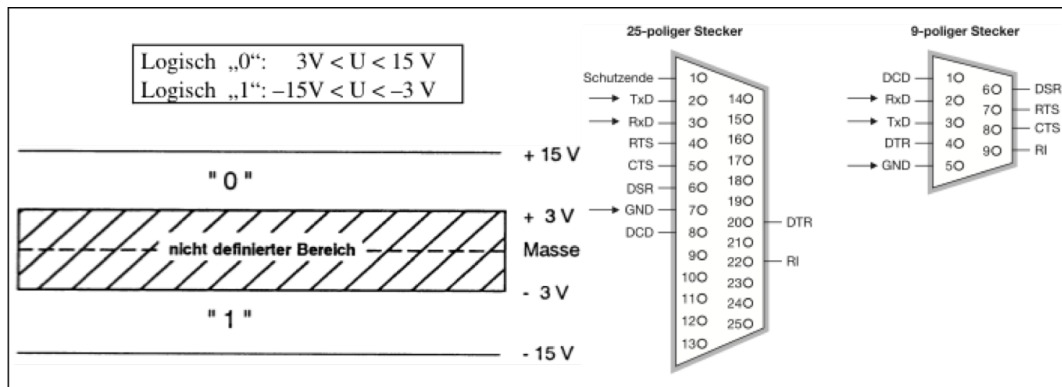 Logisch „0“: 3V < U < 15 V
Logisch „1“: –15V < U < –3 V
+ 15 V
" 0 "
+ 3 V
nicht definierter Bereich
Masse
- 3 V
" 1 "
- 15 V
25-poliger Stecker
Schutzende
TxD
RxD
RTS
CTS
DSR
GND
DCD
1
2
3
4
5
6
7
8
9
10
11
12
13
14
15
16
17
18
19
20
21
22
23
24
25
DTR
RI
9-poliger Stecker
DCD
RxD
TxD
DTR
GND
1
2
3
4
5
6
7
8
9
DSR
RTS
CTS
RI